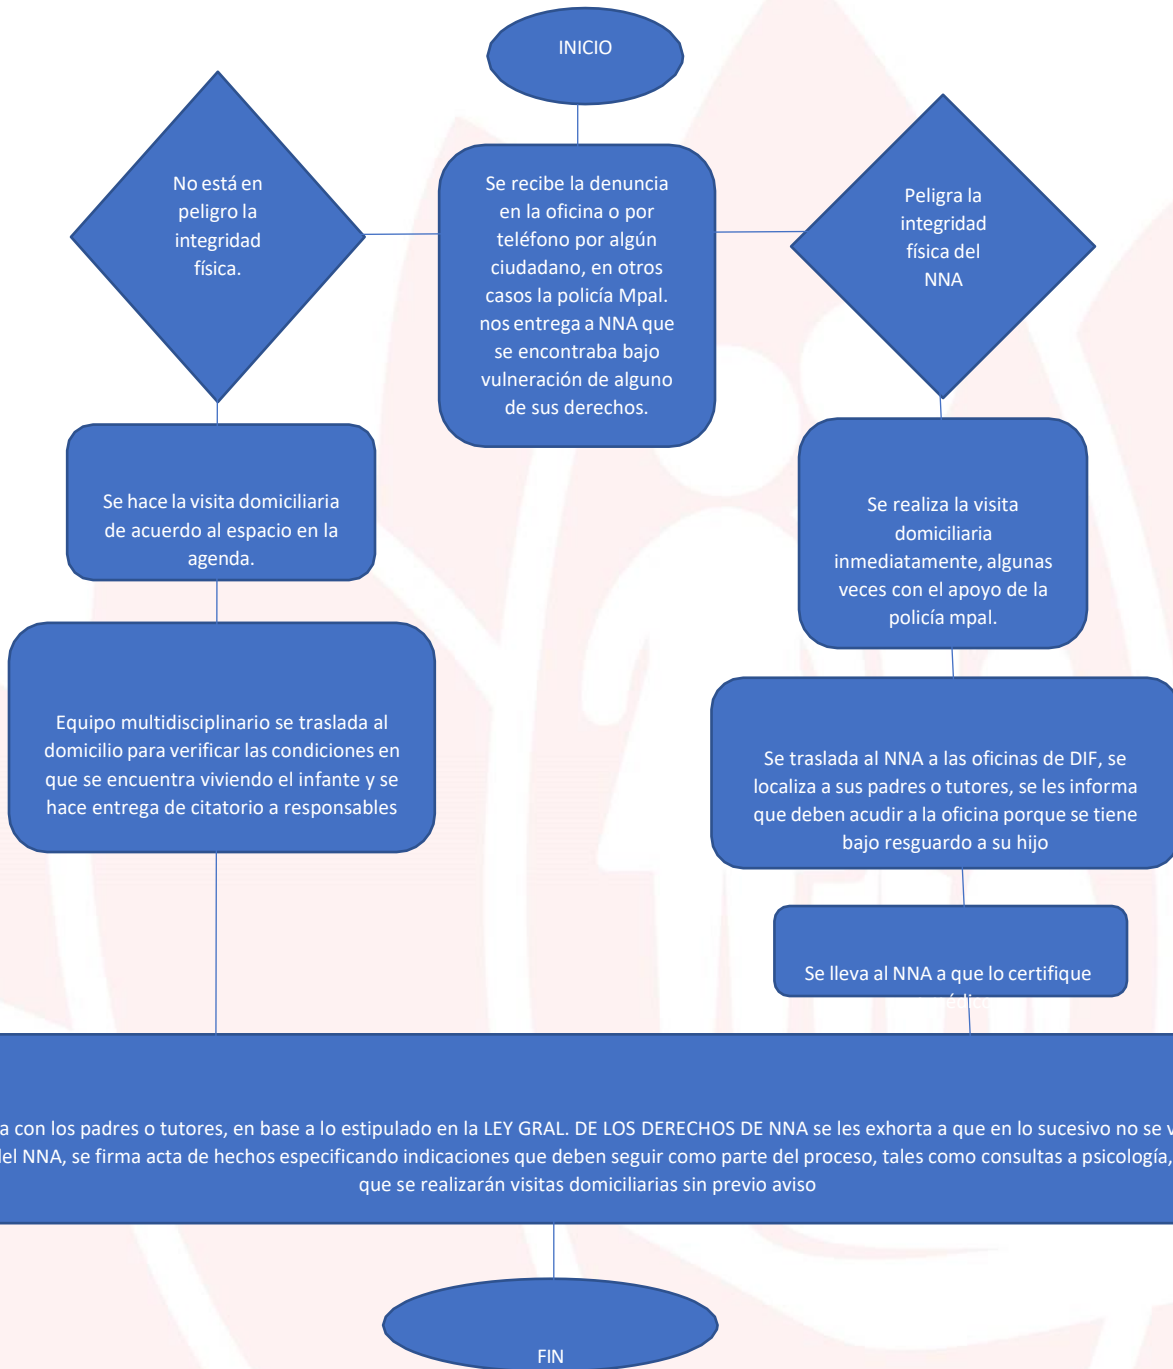 INICIO
No está en
peligro la
integridad
física.
Se recibe la denuncia
en la oficina o por
teléfono por algún
ciudadano, en otros
casos la policía Mpal.
nos entrega a NNA que
se encontraba bajo
vulneración de alguno
de sus derechos.
Peligra la
integridad
física del
NNA
Se hace la visita domiciliaria
de acuerdo al espacio en la
agenda.
Se realiza la visita
domiciliaria
inmediatamente, algunas
veces con el apoyo de la
policía mpal.
Equipo multidisciplinario se traslada al
domicilio para verificar las condiciones en
que se encuentra viviendo el infante y se
hace entrega de citatorio a responsables
Se traslada al NNA a las oficinas de DIF, se
localiza a sus padres o tutores, se les informa
que deben acudir a la oficina porque se tiene
bajo resguardo a su hijo
Se lleva al NNA a que lo certifique
a con los padres o tutores, en base a lo estipulado en la LEY GRAL. DE LOS DERECHOS DE NNA se les exhorta a que en lo sucesivo no se v
del NNA, se firma acta de hechos especificando indicaciones que deben seguir como parte del proceso, tales como consultas a psicología,
que se realizarán visitas domiciliarias sin previo aviso
FIN